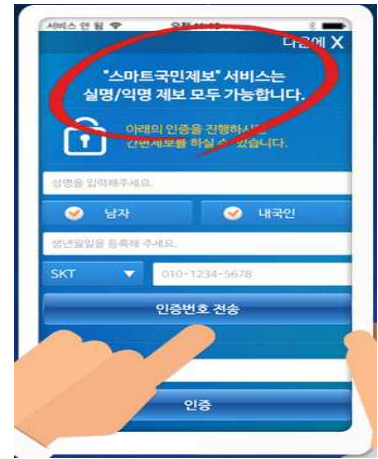 서비스 안 됨
다음에 X
"스마트국민제보" 서비스는
실명/익명 제보 모두 가능합니다.
아래의 인증을 진행하시면
간편제보를 하실 수 있습니다.
성명을 입력해주세요.
남자
내국인
생년월일을 등록해 주세요.
SKT
010-1234-5678
인증번호 전송
인증